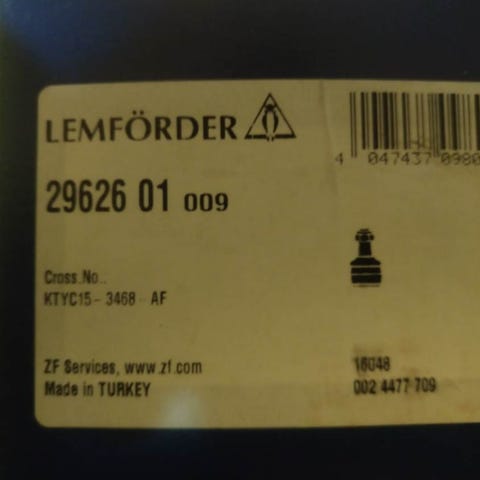 LEMFÖRDER
29626 01 009
4 047437 0980
Cross.No..
KTYC15-3468-AF
ZF Services, www.zf.com
Made in TURKEY
16048
002 4477 709